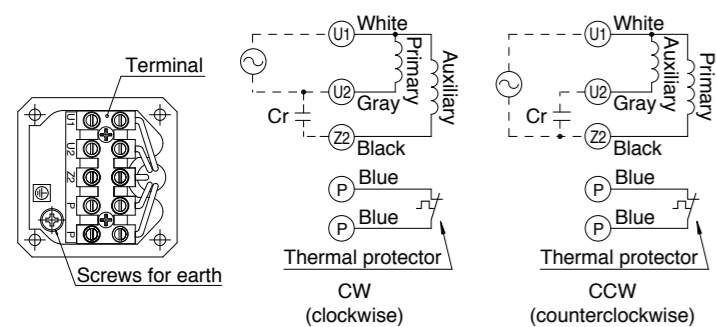 Terminal
U1
U2
Z2
P
P
Screws for earth
U1
White
Primary
Auxiliary
U2
Gray
Cr
Z2
Black
P
Blue
P
Blue
Thermal protector
CW
(clockwise)
U1
White
Auxiliary
Primary
U2
Gray
Cr
Z2
Black
P
Blue
P
Blue
Thermal protector
CCW
(counterclockwise)